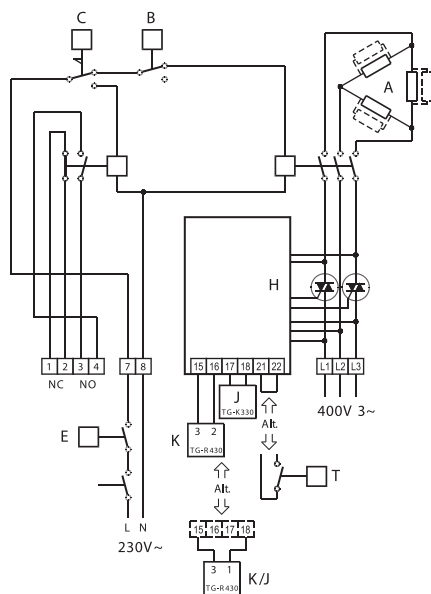 C B
A
H
15 16 17 18 21 22
L1 L2 L3
400V 3~
1 2 3 4
NC NO
7 8
J
TG-K330
K
3 2
TG-R430
Alt.
Alt.
E
T
L N
230V~
15 16 17 18
3 1
TG-R430
K/J